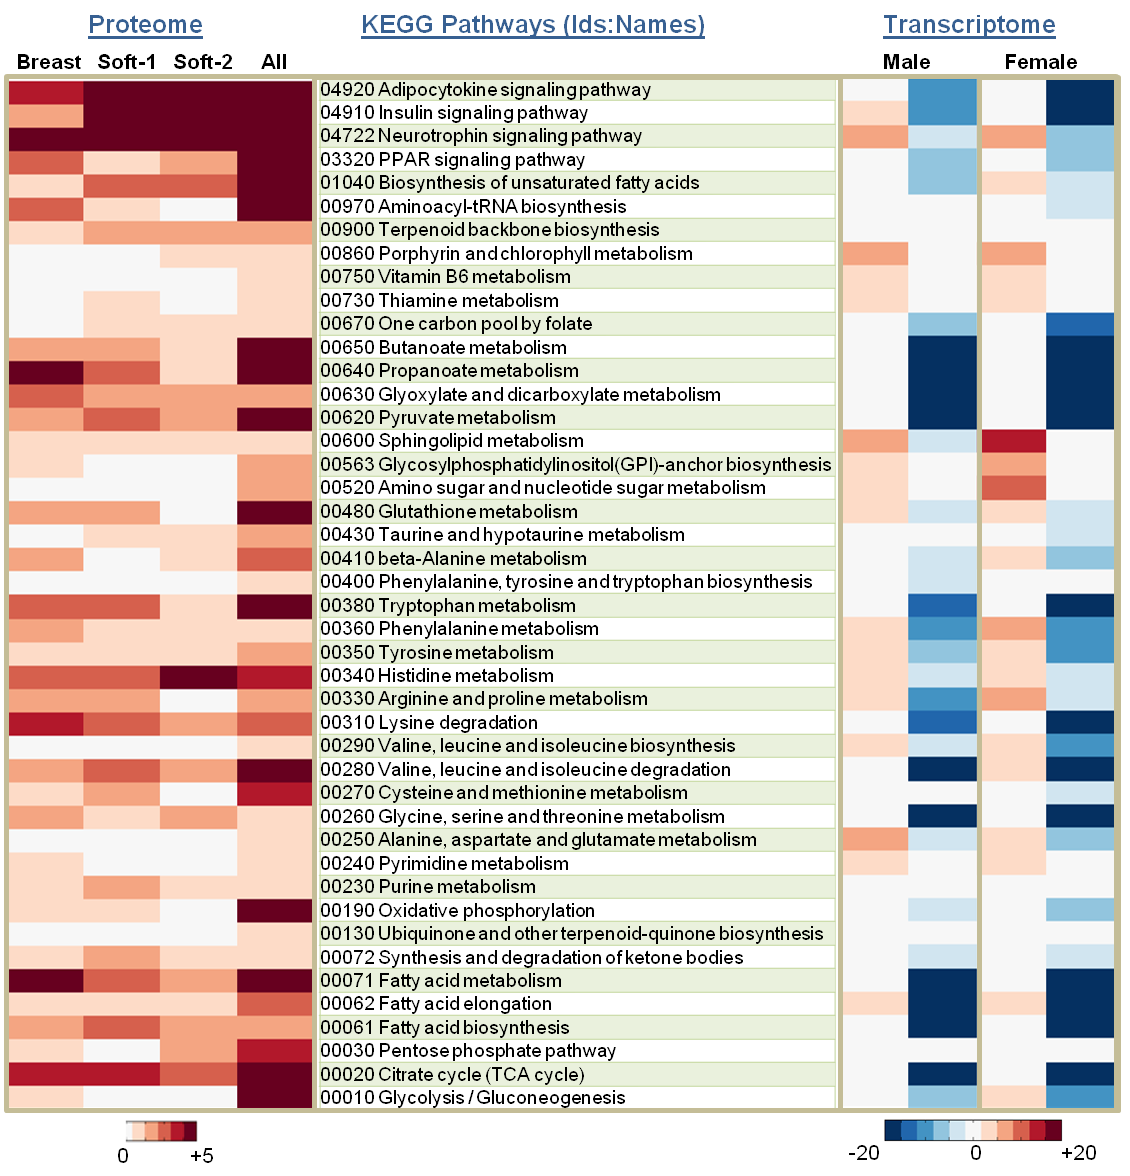 Proteome KEGG Pathways (Ids:Names) Transcriptome
Breast Soft-1 Soft-2 All Male Female
04920 Adipocytokine signaling pathway
04910 Insulin signaling pathway
04722 Neurotrophin signaling pathway
03320 PPAR signaling pathway
01040 Biosynthesis of unsaturated fatty acids
00970 Aminoacyl-tRNA biosynthesis
00900 Terpenoid backbone biosynthesis
00860 Porphyrin and chlorophyll metabolism
00750 Vitamin B6 metabolism
00730 Thiamine metabolism
00670 One carbon pool by folate
00650 Butanoate metabolism
00640 Propanoate metabolism
00630 Glyoxylate and dicarboxylate metabolism
00620 Pyruvate metabolism
00600 Sphingolipid metabolism
00563 Glycosylphosphatidylinositol(GPI)-anchor biosynthesis
00520 Amino sugar and nucleotide sugar metabolism
00480 Glutathione metabolism
00430 Taurine and hypotaurine metabolism
00410 beta-Alanine metabolism
00400 Phenylalanine, tyrosine and tryptophan biosynthesis
00380 Tryptophan metabolism
00360 Phenylalanine metabolism
00350 Tyrosine metabolism
00340 Histidine metabolism
00330 Arginine and proline metabolism
00310 Lysine degradation
00290 Valine, leucine and isoleucine biosynthesis
00280 Valine, leucine and isoleucine degradation
00270 Cysteine and methionine metabolism
00260 Glycine, serine and threonine metabolism
00250 Alanine, aspartate and glutamate metabolism
00240 Pyrimidine metabolism
00230 Purine metabolism
00190 Oxidative phosphorylation
00130 Ubiquinone and other terpenoid-quinone biosynthesis
00072 Synthesis and degradation of ketone bodies
00071 Fatty acid metabolism
00062 Fatty acid elongation
00061 Fatty acid biosynthesis
00030 Pentose phosphate pathway
00020 Citrate cycle (TCA cycle)
00010 Glycolysis / Gluconeogenesis
0 +5 -20 0 +20